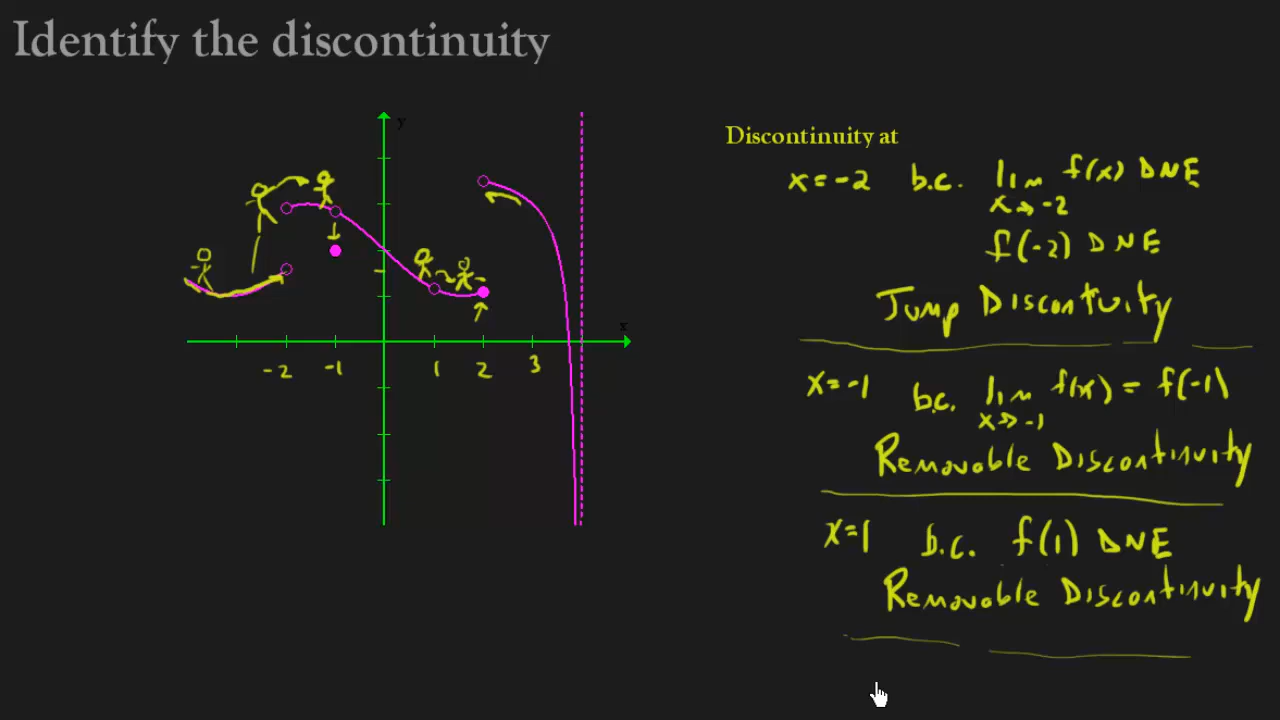 Identify the discontinuity
y
x
-2 -1 1 2 3
Discontinuity at
x = -2 b.c. lim f(x) DNE
x → -2
f(-2) DNE
Jump Discontuity
x = -1 b.c. lim f(x) = f(-1)
x → -1
Removable Discontinuity
x = 1 b.c. f(1) DNE
Removable Discontinuity